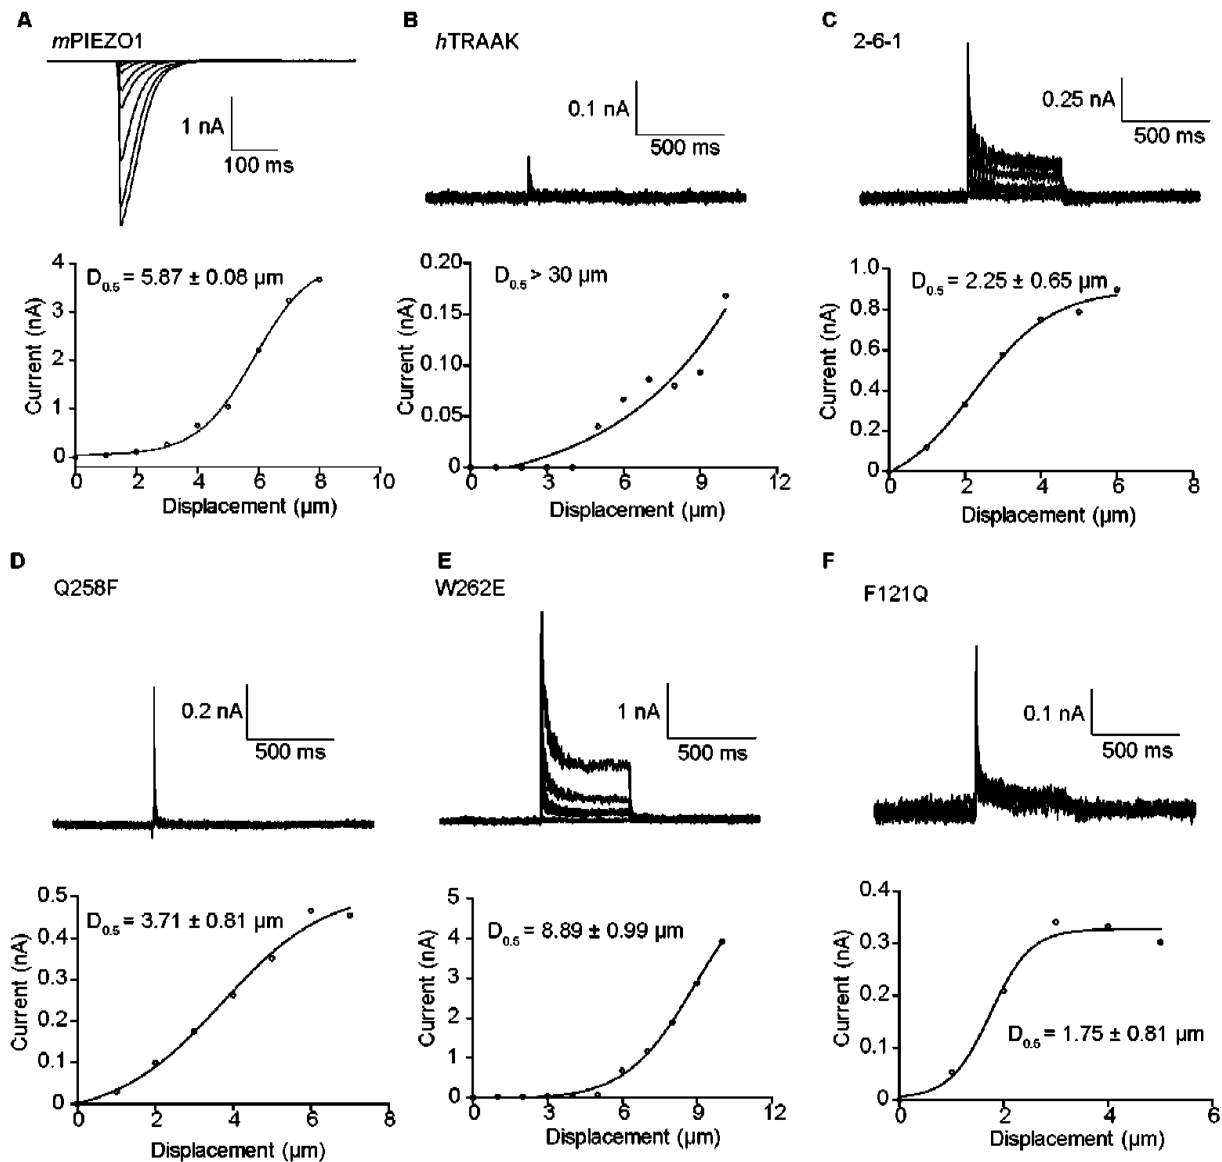 A
mPIEZO1
1 nA
100 ms
D0.5 = 5.87 ± 0.08 µm
Current (nA)
4
3
2
1
0
0 2 4 6 8 10
Displacement (µm)
B
hTRAAK
0.1 nA
500 ms
D0.5 > 30 µm
Current (nA)
0.20
0.15
0.10
0.05
0
0 3 6 9 12
Displacement (µm)
C
2-6-1
0.25 nA
500 ms
D0.5 = 2.25 ± 0.65 µm
Current (nA)
1.0
0.8
0.6
0.4
0.2
0
0 2 4 6 8
Displacement (µm)
D
Q258F
0.2 nA
500 ms
D0.5 = 3.71 ± 0.81 µm
Current (nA)
0.5
0.4
0.3
0.2
0.1
0
0 2 4 6 8
Displacement (µm)
E
W262E
1 nA
500 ms
D0.5 = 8.89 ± 0.99 µm
Current (nA)
5
4
3
2
1
0
0 3 6 9 12
Displacement (µm)
F
F121Q
0.1 nA
500 ms
D0.5 = 1.75 ± 0.81 µm
Current (nA)
0.4
0.3
0.2
0.1
0
0 2 4 6
Displacement (µm)